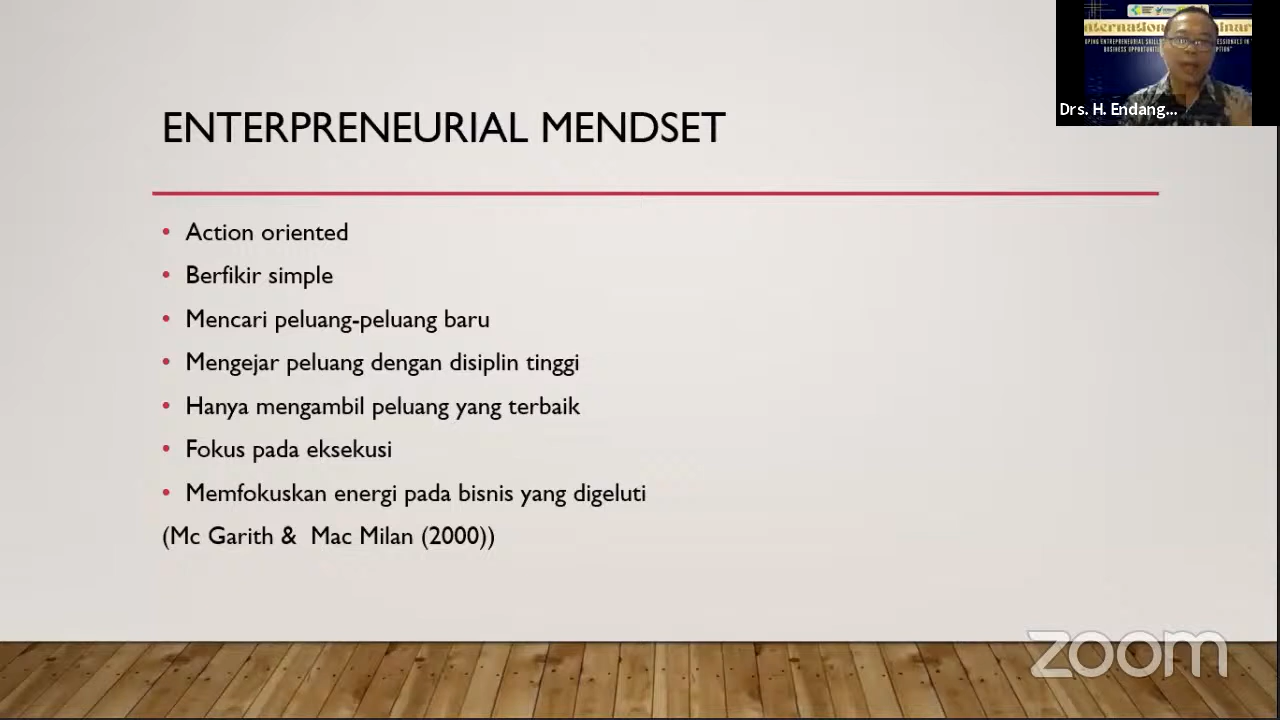 ENTERPRENEURIAL MENDSET
• Action oriented
• Berfikir simple
• Mencari peluang-peluang baru
• Mengejar peluang dengan disiplin tinggi
• Hanya mengambil peluang yang terbaik
• Fokus pada eksekusi
• Memfokuskan energi pada bisnis yang digeluti
(Mc Garith & Mac Milan (2000))
Drs. H. Endang...
zoom